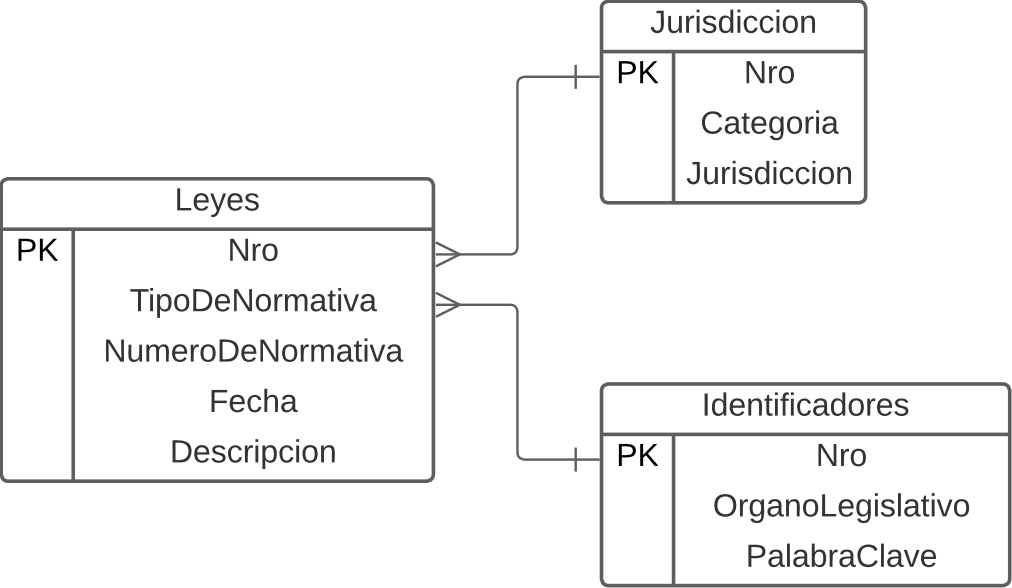 Jurisdiccion
PK Nro
Categoria
Jurisdiccion
Leyes
PK Nro
TipoDeNormativa
NumeroDeNormativa
Fecha
Descripcion
Identificadores
PK Nro
OrganoLegislativo
PalabraClave